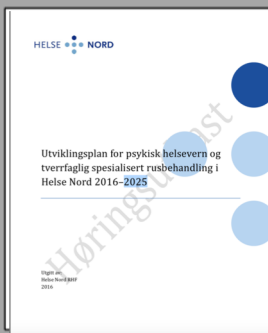 HELSE NORD
Utviklingsplan for psykisk helsevern og
tverrfaglig spesialisert rusbehandling i
Helse Nord 2016–2025
Høringsutkast
Utgitt av:
Helse Nord RHF
2016